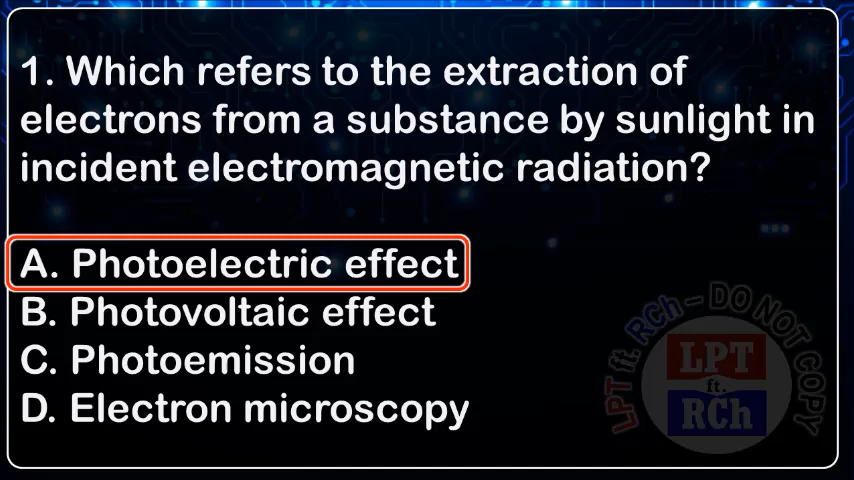 1. Which refers to the extraction of
electrons from a substance by sunlight in
incident electromagnetic radiation?
A. Photoelectric effect
B. Photovoltaic effect
C. Photoemission
D. Electron microscopy
LPT ft. RCh – DO NOT COPY
LPT
ft.
RCh